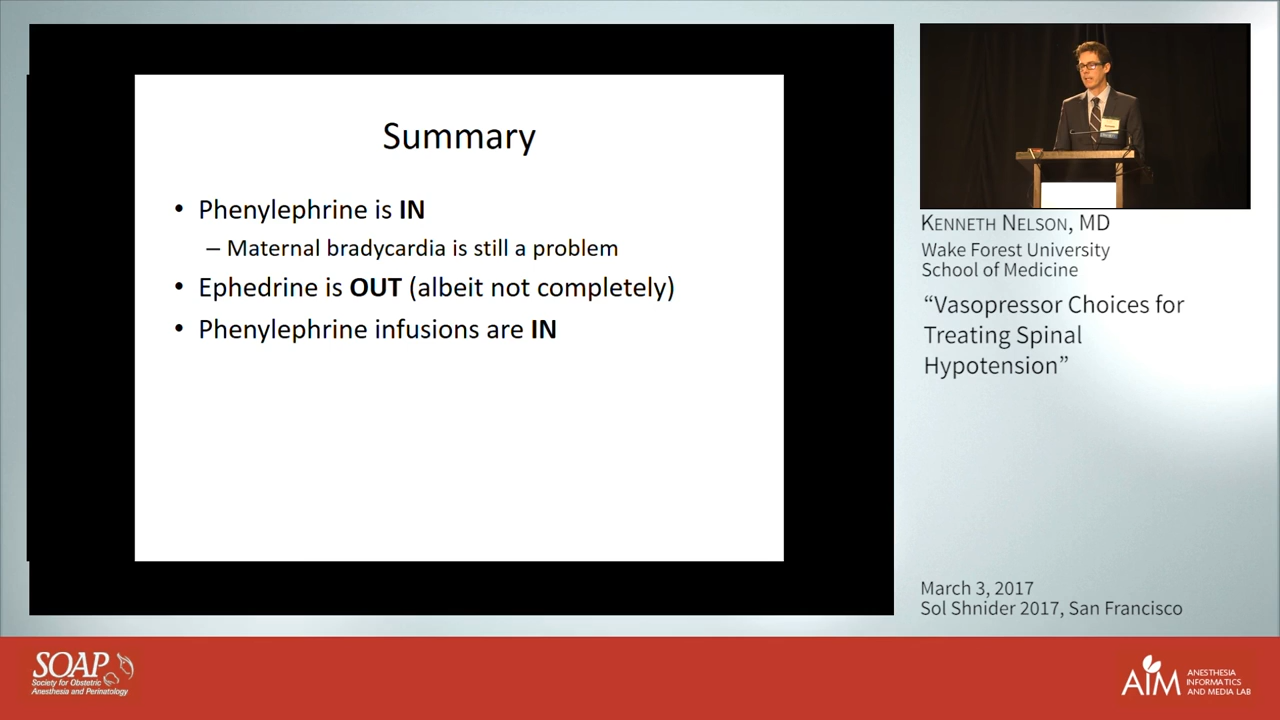 Summary
• Phenylephrine is IN
– Maternal bradycardia is still a problem
• Ephedrine is OUT (albeit not completely)
• Phenylephrine infusions are IN
KENNETH NELSON, MD
Wake Forest University
School of Medicine
“Vasopressor Choices for
Treating Spinal
Hypotension”
March 3, 2017
Sol Shnider 2017, San Francisco
SOAP
Society for Obstetric
Anesthesia and Perinatology
AIM
ANESTHESIA
INFORMATICS
AND MEDIA LAB